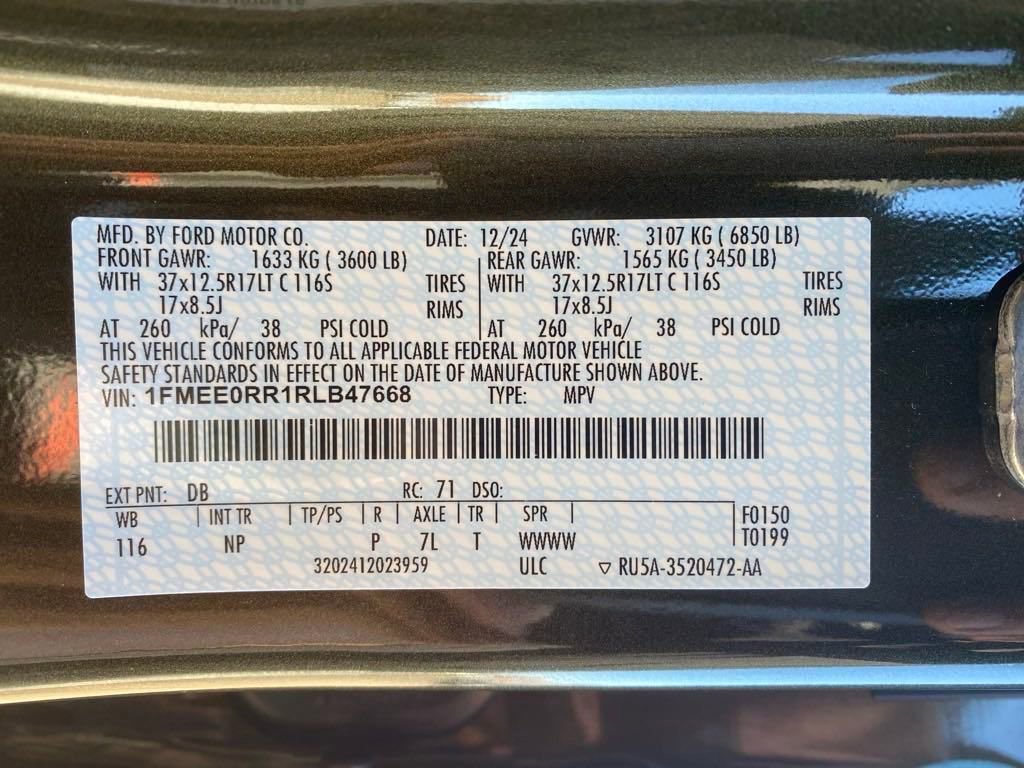 MFD. BY FORD MOTOR CO. DATE: 12/24 GVWR: 3107 KG ( 6850 LB)
FRONT GAWR: 1633 KG ( 3600 LB) REAR GAWR: 1565 KG ( 3450 LB)
WITH 37x12.5R17LT C 116S TIRES WITH 37x12.5R17LT C 116S TIRES
17x8.5J RIMS 17x8.5J RIMS
AT 260 kPa/ 38 PSI COLD AT 260 kPa/ 38 PSI COLD
THIS VEHICLE CONFORMS TO ALL APPLICABLE FEDERAL MOTOR VEHICLE
SAFETY STANDARDS IN EFFECT ON THE DATE OF MANUFACTURE SHOWN ABOVE.
VIN: 1FMEE0RR1RLB47668 TYPE: MPV
EXT PNT: DB RC: 71 DSO:
WB INT TR TP/PS R AXLE TR SPR F0150
116 NP P 7L T WWWW T0199
3202412023959 ULC ▽ RU5A-3520472-AA